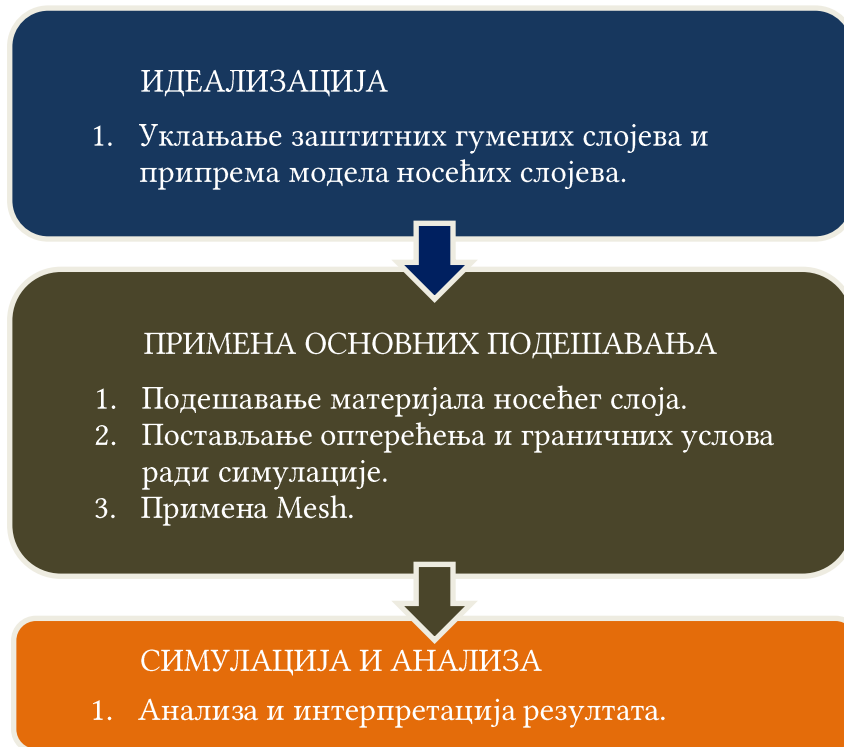 ИДЕАЛИЗАЦИЈА
1. Уклањање заштитних гумених слојева и
припрема модела носећих слојева.
ПРИМЕНА ОСНОВНИХ ПОДЕШАВАЊА
1. Подешавање материјала носећег слоја.
2. Постављање оптерећења и граничних услова
ради симулације.
3. Примена Mesh.
СИМУЛАЦИЈА И АНАЛИЗА
1. Анализа и интерпретација резултата.